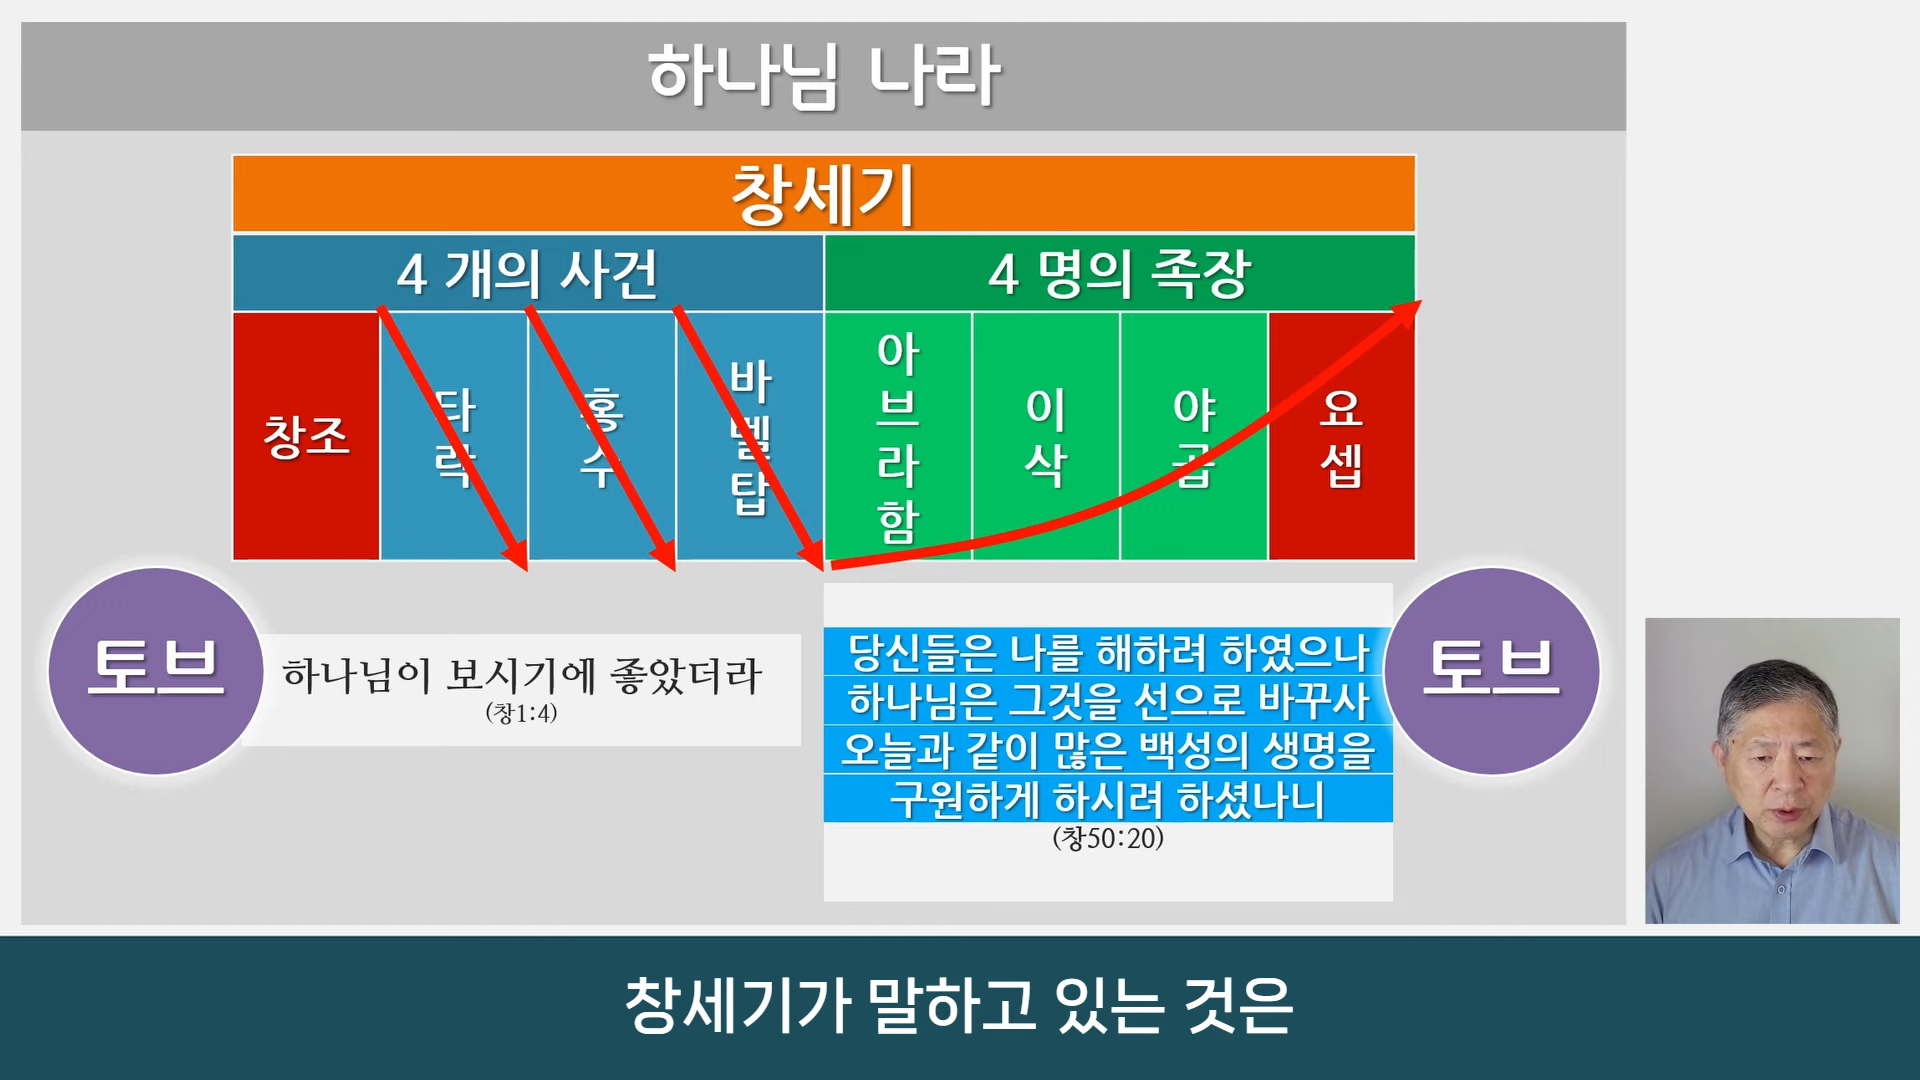 하나님 나라
창세기
4 개의 사건
4 명의 족장
창조
타락
홍수
바벨탑
아브라함
이삭
야곱
요셉
토브
하나님이 보시기에 좋았더라
(창1:4)
당신들은 나를 해하려 하였으나
하나님은 그것을 선으로 바꾸사
오늘과 같이 많은 백성의 생명을
구원하게 하시려 하셨나니
(창50:20)
토브
창세기가 말하고 있는 것은